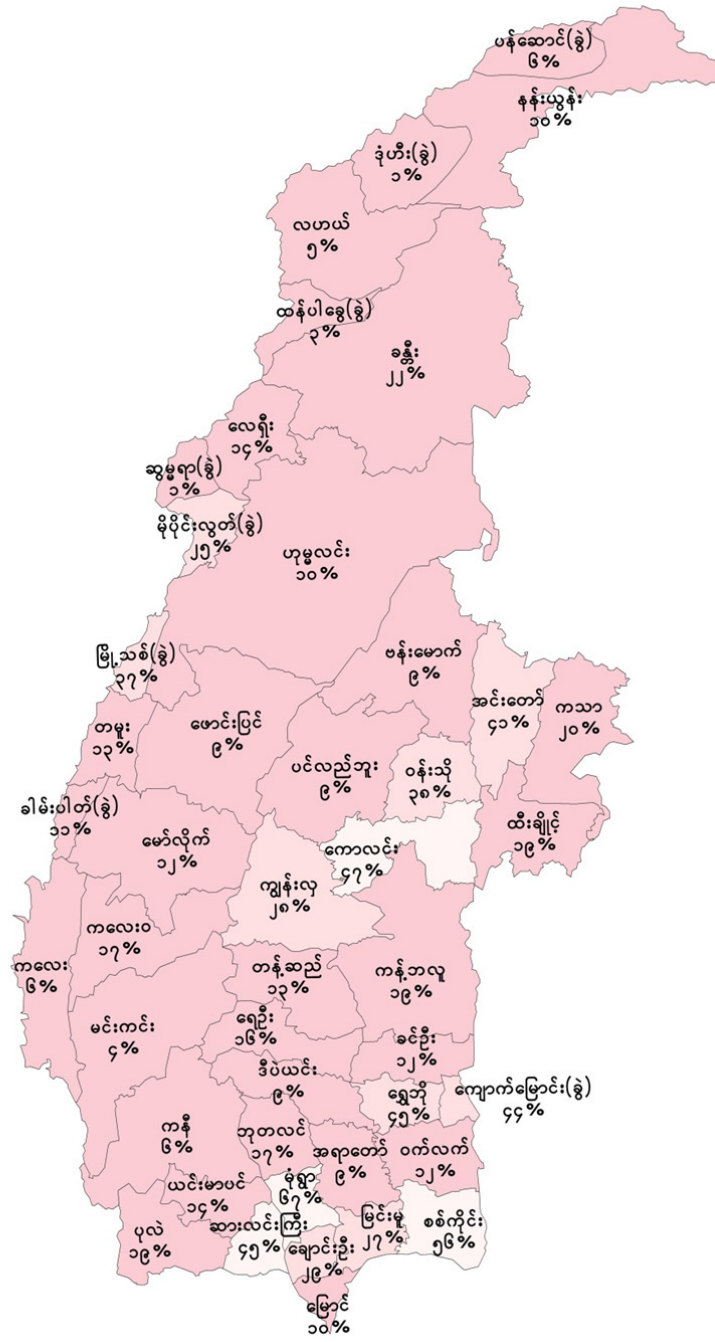 ပန်ဆောင်(ခွဲ)
၆%
နန်းယွန်း
၁၀%
ဒုံဟီး(ခွဲ)
၁%
လဟယ်
၅%
ထန်ပါခွေ(ခွဲ)
၃%
ခန္တီး
၂၂%
လေရှီး
၁၄%
ဆွမ္မရာ(ခွဲ)
၁%
မိုပိုင်းလွတ်(ခွဲ)
၂၅%
ဟုမ္မလင်း
၁၀%
ဗန်းမောက်
၉%
မြို့သစ်(ခွဲ)
၃၇%
အင်းတော်
၄၁%
ကသာ
၂၀%
ဖောင်းပြင်
၉%
တမူး
၁၃%
ပင်လည်ဘူး
၉%
ဝန်းသို
၃၈%
ခါမ်းပါတ်(ခွဲ)
၁၁%
မော်လိုက်
၁၂%
ထီးချိုင့်
၁၉%
ကောလင်း
၄၇%
ကျွန်းလှ
၂၈%
ကလေးဝ
၁၇%
ကလေး
၆%
တန့်ဆည်
၁၃%
ကန့်ဘလူ
၁၉%
မင်းကင်း
၄%
ရေဦး
၁၆%
ခင်ဦး
၁၂%
ဒီပဲယင်း
၉%
ရွှေဘို
၄၅%
ကျောက်မြောင်း(ခွဲ)
၄၄%
ကနီ
၆%
ဘုတလင်
၁၇%
အရာတော်
၉%
ဝက်လက်
၁၂%
ယင်းမာပင်
၁၄%
မုံရွာ
၆၇%
ပုလဲ
၁၉%
ဆားလင်းကြီး
၄၅%
မြင်းမူ
၂၇%
စစ်ကိုင်း
၅၆%
ချောင်းဦး
၂၉%
မြောင်
၁၀%